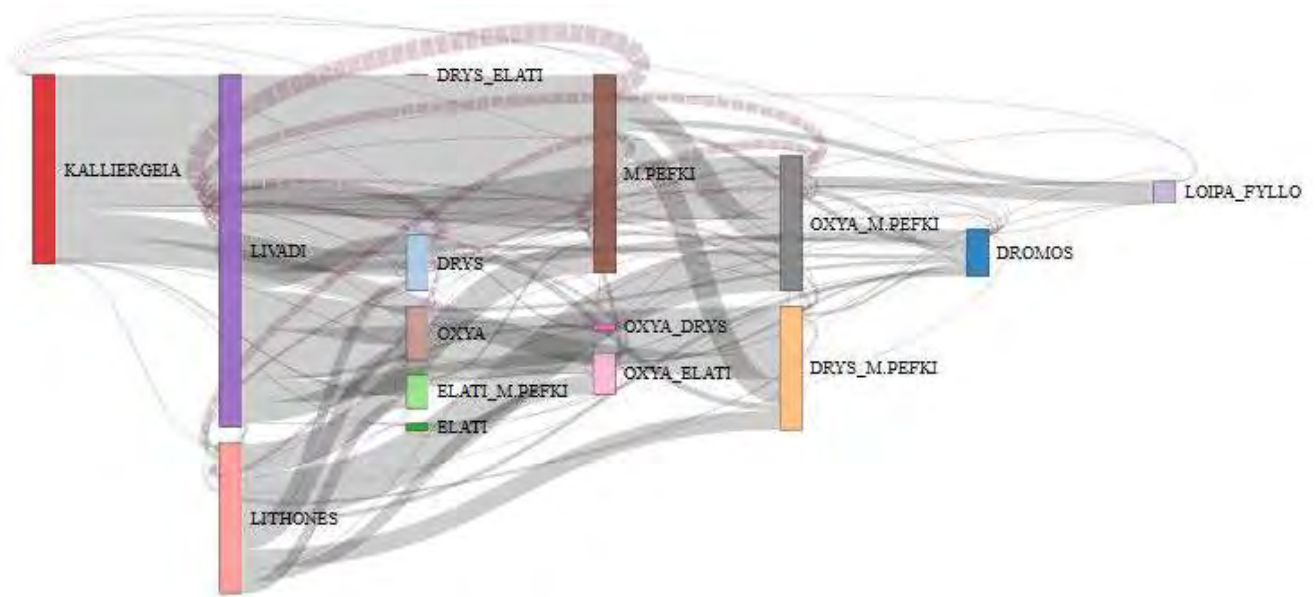 KALLIERGEIA
LIVADI
LITHONES
DRYS_ELATI
DRYS
OXYA
ELATI_M.PEFKI
ELATI
M.PEFKI
OXYA_DRYS
OXYA_ELATI
OXYA_M.PEFKI
DRYS_M.PEFKI
DROMOS
LOIPA_FYLLO